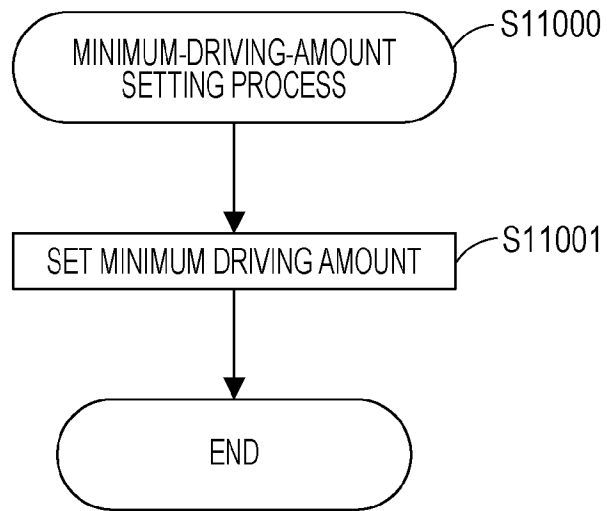 MINIMUM-DRIVING-AMOUNT
SETTING PROCESS
S11000
SET MINIMUM DRIVING AMOUNT
S11001
END